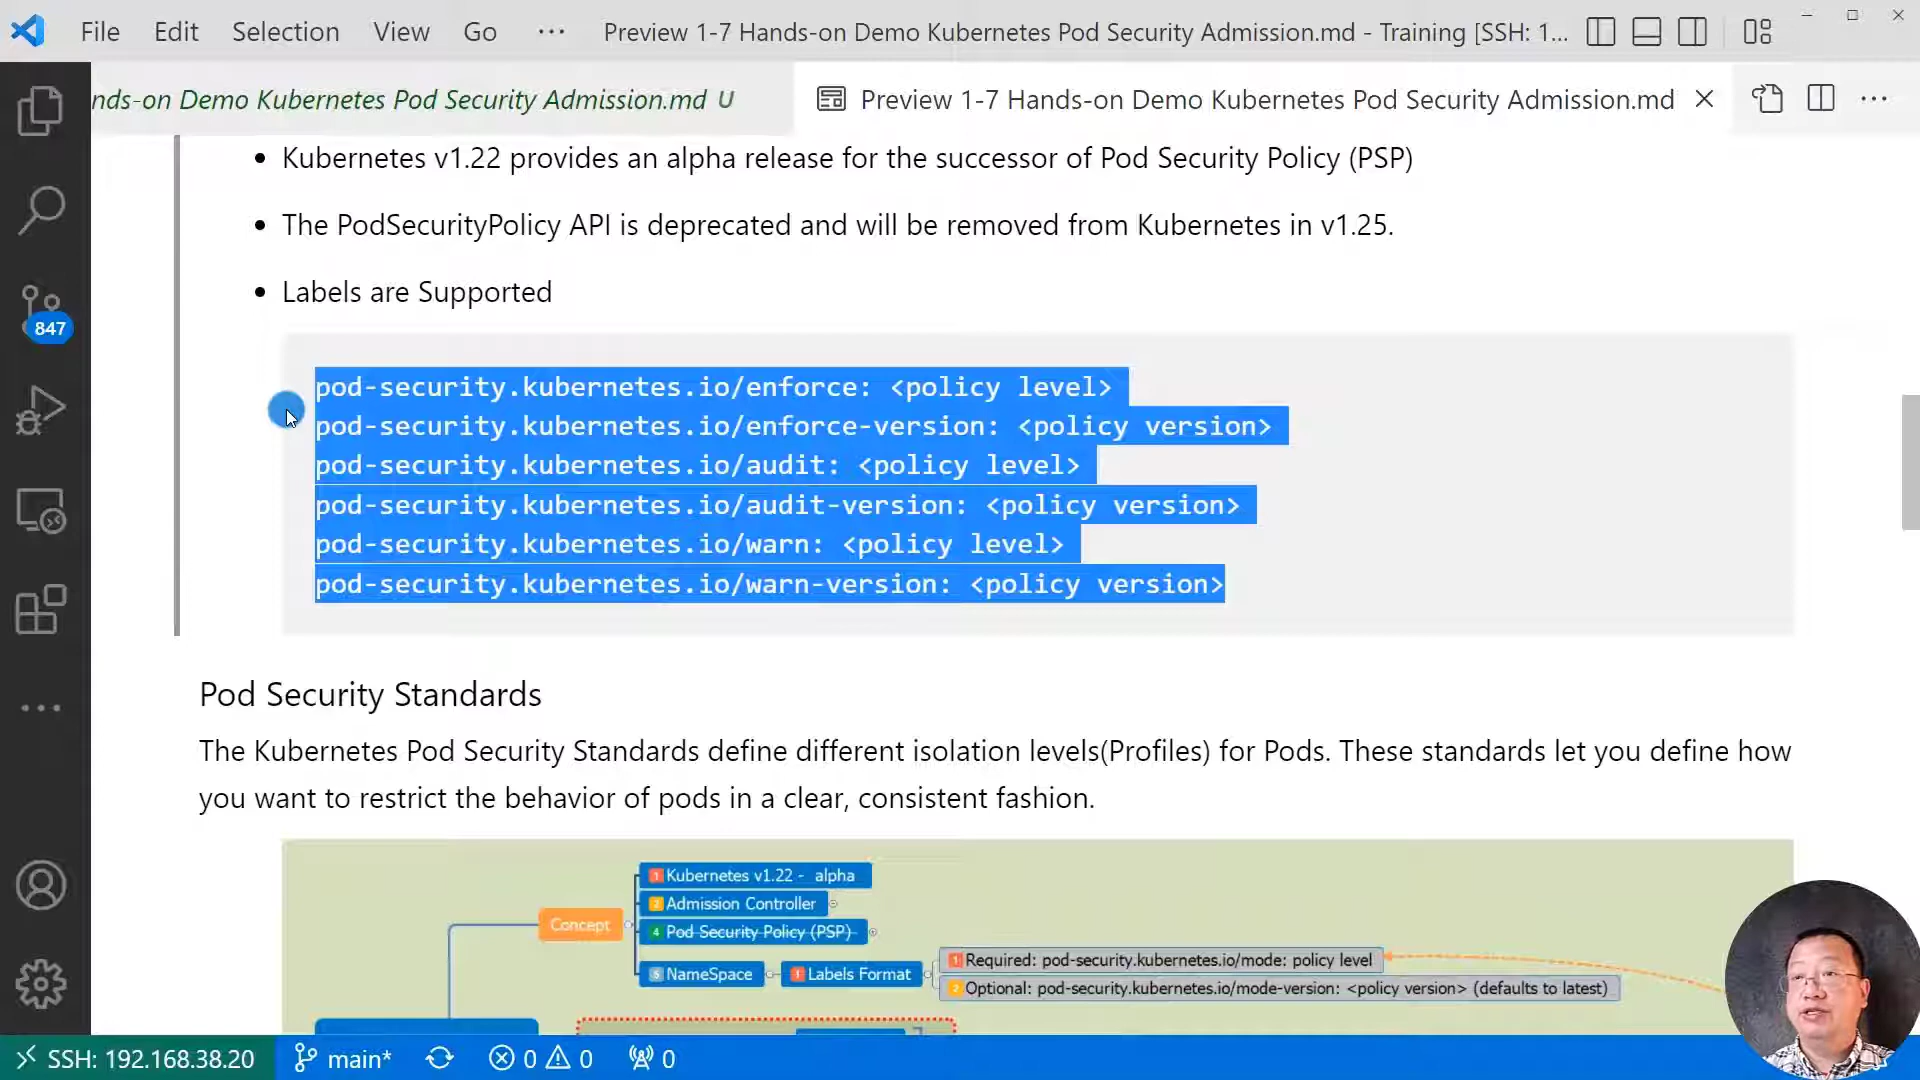 File Edit Selection View Go ... Preview 1-7 Hands-on Demo Kubernetes Pod Security Admission.md - Training [SSH: 1...
nds-on Demo Kubernetes Pod Security Admission.md U
Preview 1-7 Hands-on Demo Kubernetes Pod Security Admission.md
• Kubernetes v1.22 provides an alpha release for the successor of Pod Security Policy (PSP)
• The PodSecurityPolicy API is deprecated and will be removed from Kubernetes in v1.25.
• Labels are Supported
847
pod-security.kubernetes.io/enforce: <policy level>
pod-security.kubernetes.io/enforce-version: <policy version>
pod-security.kubernetes.io/audit: <policy level>
pod-security.kubernetes.io/audit-version: <policy version>
pod-security.kubernetes.io/warn: <policy level>
pod-security.kubernetes.io/warn-version: <policy version>
Pod Security Standards
The Kubernetes Pod Security Standards define different isolation levels(Profiles) for Pods. These standards let you define how
you want to restrict the behavior of pods in a clear, consistent fashion.
Concept
1 Kubernetes v1.22 - alpha
2 Admission Controller
4 Pod Security Policy (PSP)
5 NameSpace
1 Labels Format
1 Required: pod-security.kubernetes.io/mode: policy level
2 Optional: pod-security.kubernetes.io/mode-version: <policy version> (defaults to latest)
SSH: 192.168.38.20 main* 0 0 0